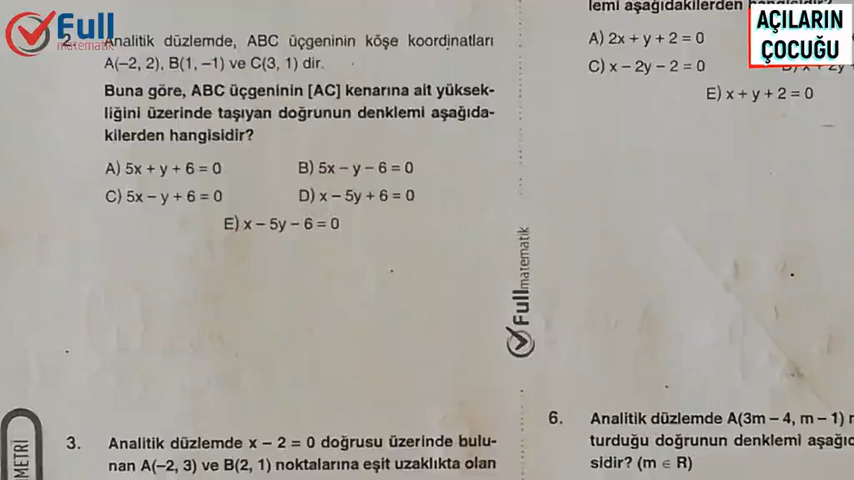 Full
matematik
2. Analitik düzlemde, ABC üçgeninin köşe koordinatları
A(–2, 2), B(1, –1) ve C(3, 1) dir.
Buna göre, ABC üçgeninin [AC] kenarına ait yüksek-
liğini üzerinde taşıyan doğrunun denklemi aşağıda-
kilerden hangisidir?
A) 5x + y + 6 = 0
B) 5x – y – 6 = 0
C) 5x – y + 6 = 0
D) x – 5y + 6 = 0
E) x – 5y – 6 = 0
METRİ
3. Analitik düzlemde x – 2 = 0 doğrusu üzerinde bulu-
nan A(–2, 3) ve B(2, 1) noktalarına eşit uzaklıkta olan
Fullmatematik
lemi aşağıdakilerden hangisidir?
A) 2x + y + 2 = 0
C) x – 2y – 2 = 0
E) x + y + 2 = 0
AÇILARIN
ÇOCUĞU
6. Analitik düzlemde A(3m – 4, m – 1)
turduğu doğrunun denklemi
sidir? (m ∈ R)